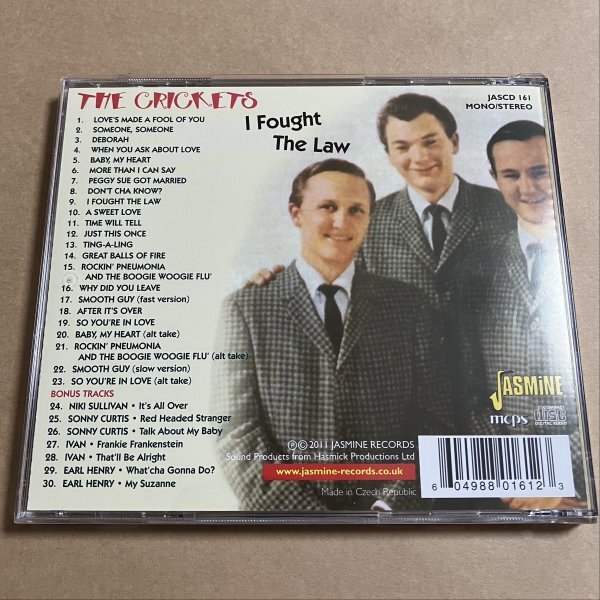 THE CRICKETS
I Fought
The Law
JASCD 161
MONO/STEREO
1. LOVE'S MADE A FOOL OF YOU
2. SOMEONE, SOMEONE
3. DEBORAH
4. WHEN YOU ASK ABOUT LOVE
5. BABY, MY HEART
6. MORE THAN I CAN SAY
7. PEGGY SUE GOT MARRIED
8. DON'T CHA KNOW?
9. I FOUGHT THE LAW
10. A SWEET LOVE
11. TIME WILL TELL
12. JUST THIS ONCE
13. TING-A-LING
14. GREAT BALLS OF FIRE
15. ROCKIN' PNEUMONIA
AND THE BOOGIE WOOGIE FLU'
16. WHY DID YOU LEAVE
17. SMOOTH GUY (fast version)
18. AFTER IT'S OVER
19. SO YOU'RE IN LOVE
20. BABY, MY HEART (alt take)
21. ROCKIN' PNEUMONIA
AND THE BOOGIE WOOGIE FLU' (alt take)
22. SMOOTH GUY (slow version)
23. SO YOU'RE IN LOVE (alt take)
BONUS TRACKS
24. NIKI SULLIVAN • It's All Over
25. SONNY CURTIS • Red Headed Stranger
26. SONNY CURTIS • Talk About My Baby
27. IVAN • Frankie Frankenstein
28. IVAN • That'll Be Alright
29. EARL HENRY • What'cha Gonna Do?
30. EARL HENRY • My Suzanne
JASMINE
mcps
COMPACT
disc
DIGITAL AUDIO
Ⓟ©2011 JASMINE RECORDS
Sound Products from Hasmick Productions Ltd
www.jasmine-records.co.uk
Made in Czech Republic
6 04988 01612 3